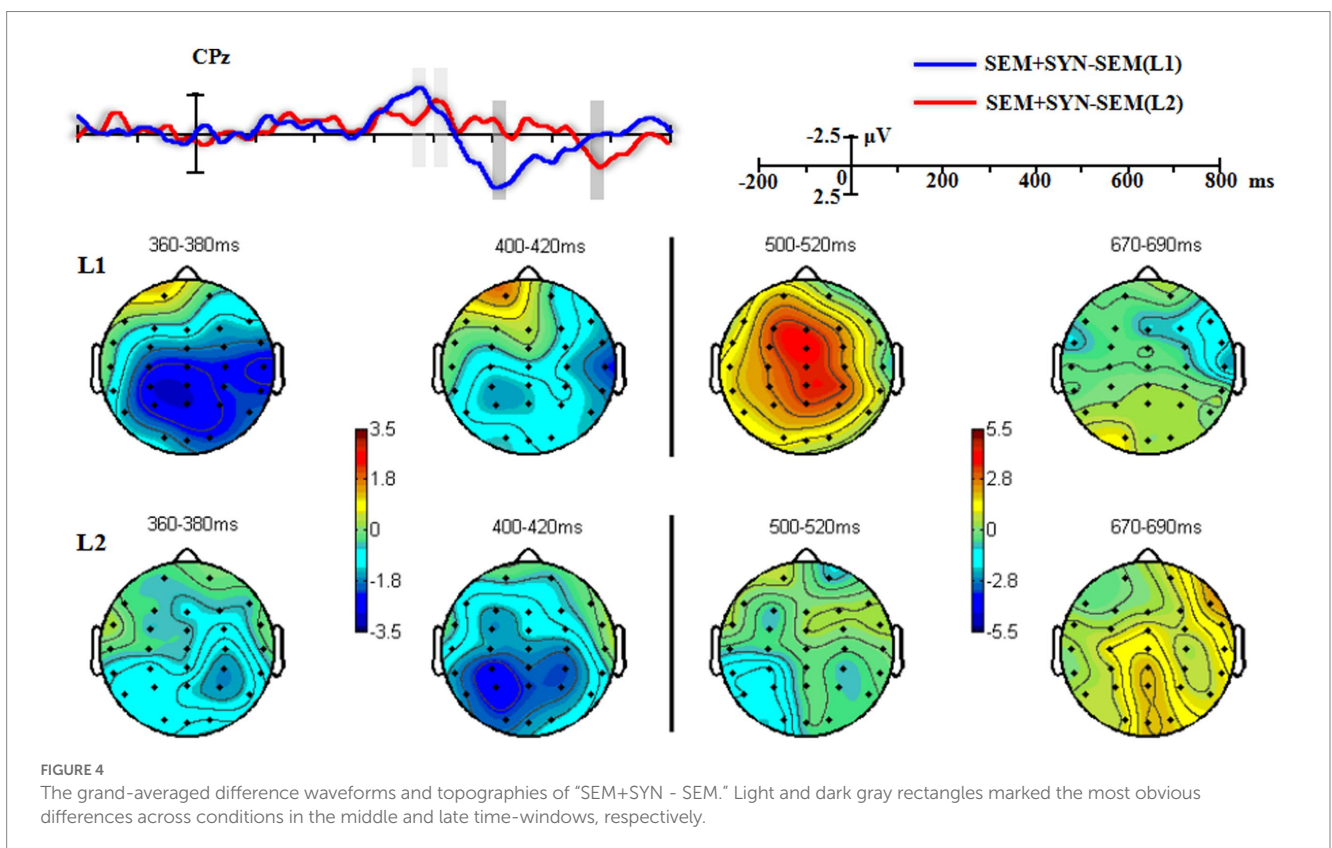 CPz
SEM+SYN-SEM(L1)
SEM+SYN-SEM(L2)
-2.5 µV
-200 0 200 400 600 800 ms
2.5
L1
360-380ms 400-420ms 500-520ms 670-690ms
3.5
1.8
0
-1.8
-3.5
5.5
2.8
0
-2.8
-5.5
L2
360-380ms 400-420ms 500-520ms 670-690ms
FIGURE 4
The grand-averaged difference waveforms and topographies of “SEM+SYN - SEM.” Light and dark gray rectangles marked the most obvious
differences across conditions in the middle and late time-windows, respectively.